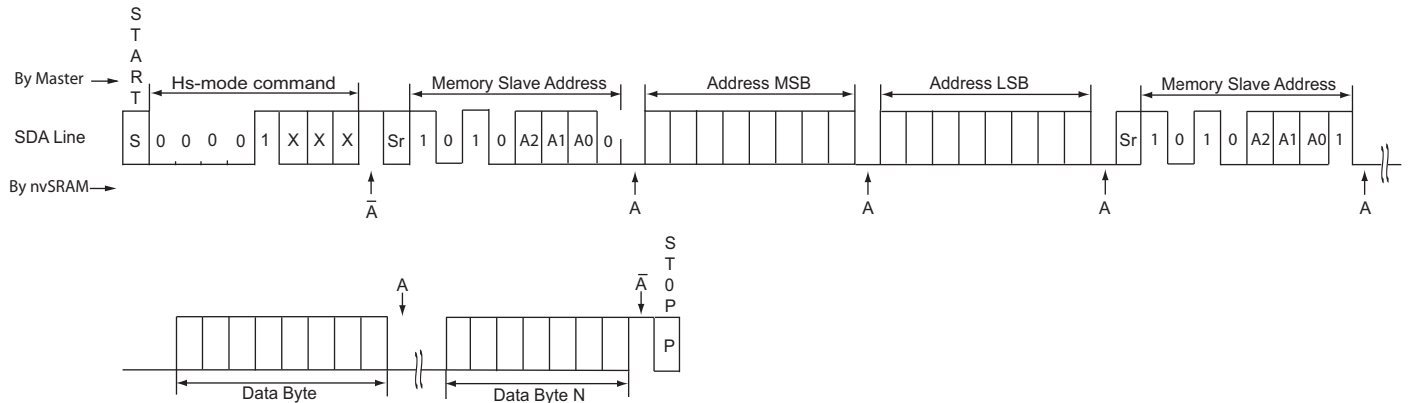 S
T
A
R
T
By Master
Hs-mode command
Memory Slave Address
Address MSB
Address LSB
Memory Slave Address
SDA Line
S 0 0 0 0 1 X X X Sr 1 0 1 0 A2 A1 A0 0 Sr 1 0 1 0 A2 A1 A0 1
By nvSRAM
A̅ A A A A
S
T
0
P
A A̅
P
Data Byte
Data Byte N